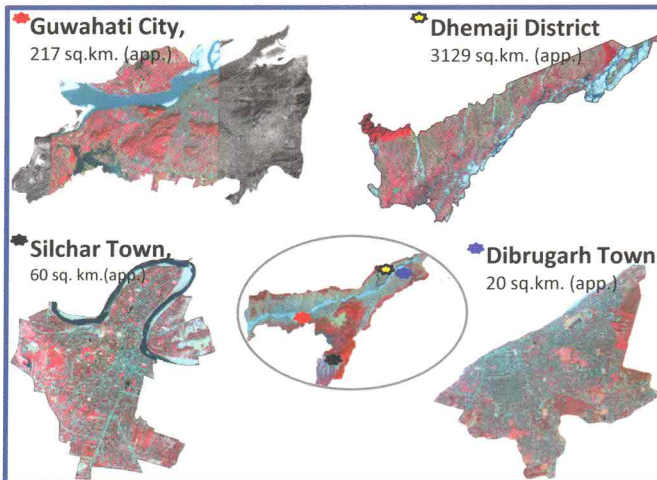 Guwahati City,
217 sq.km. (app.)
Dhemaji District
3129 sq.km. (app.)
Silchar Town,
60 sq. km.(app.)
Dibrugarh Town
20 sq.km. (app.)